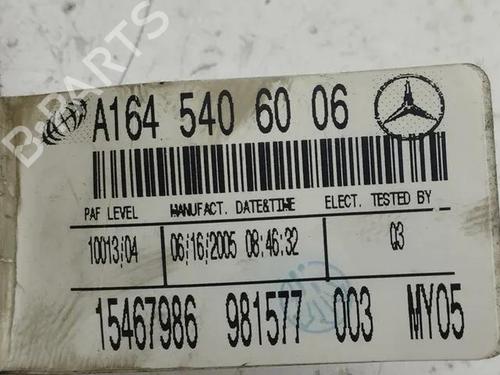 B-PARTS
A164 540 60 06
PAF LEVEL MANUFACT. DATE&TIME ELECT. TESTED BY
10013/04 06/16/2005 08:46:32 Q3
15467986 981577 003 MY05